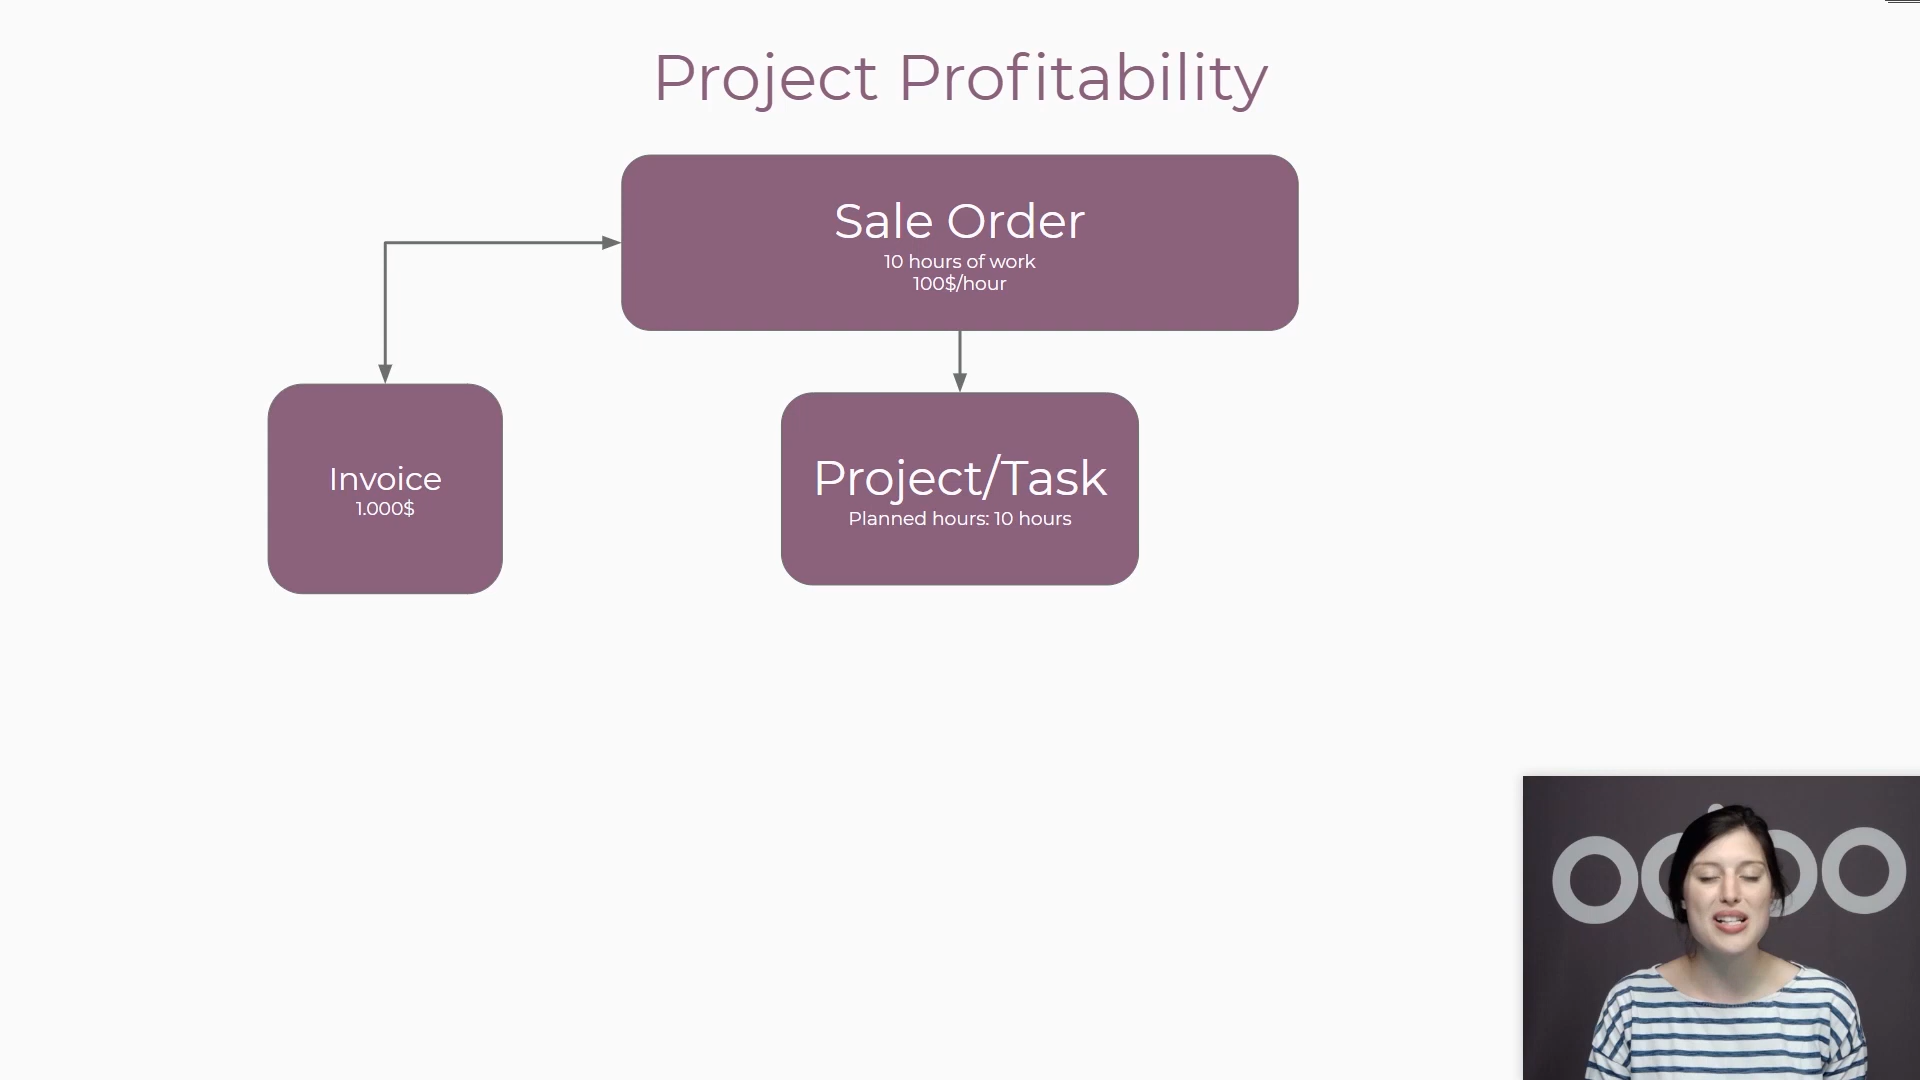 Project Profitability
Sale Order
10 hours of work
100$/hour
Invoice
1.000$
Project/Task
Planned hours: 10 hours